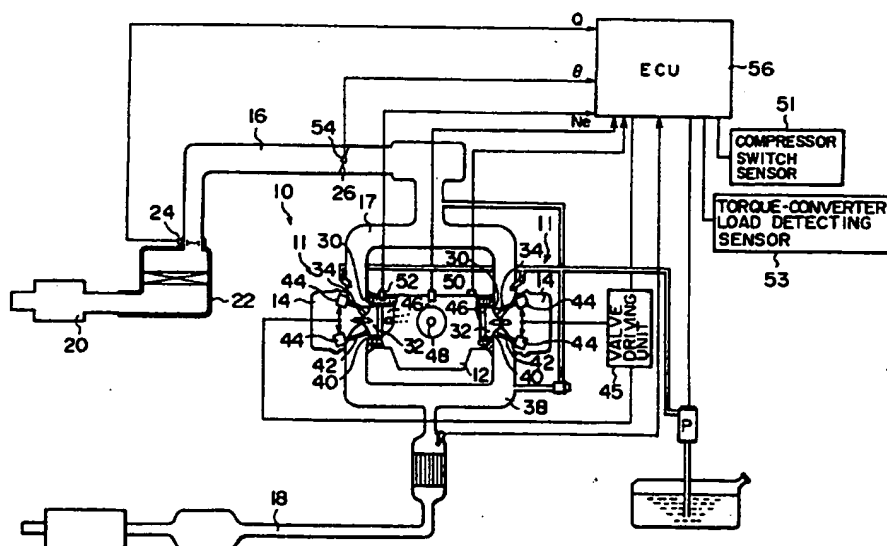 Q
θ
Ne
ECU
56
51
COMPRESSOR
SWITCH
SENSOR
TORQUE-CONVERTER
LOAD DETECTING
SENSOR
53
16
54
26
10
17
24
22
20
11
30
34
52
50
30
34
11
14
44
46
46
14
44
32
32
44
48
44
42
42
40
12
40
38
VALVE
DRIVING
UNIT
45
P
18